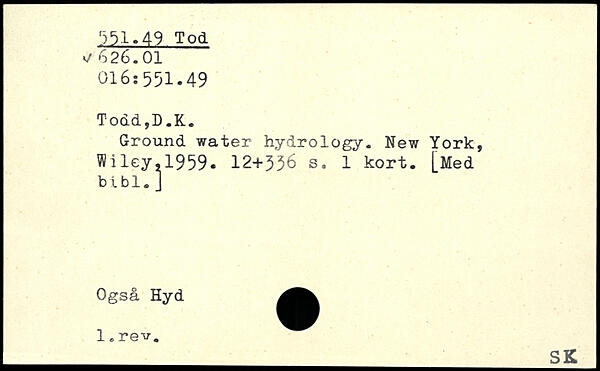 551.49 Tod
✓626.01
016:551.49
Todd,D.K.
Ground water hydrology. New York,
Wiley,1959. 12+336 s. 1 kort. [Med
bibl.]
Også Hyd
1.rev.
SK